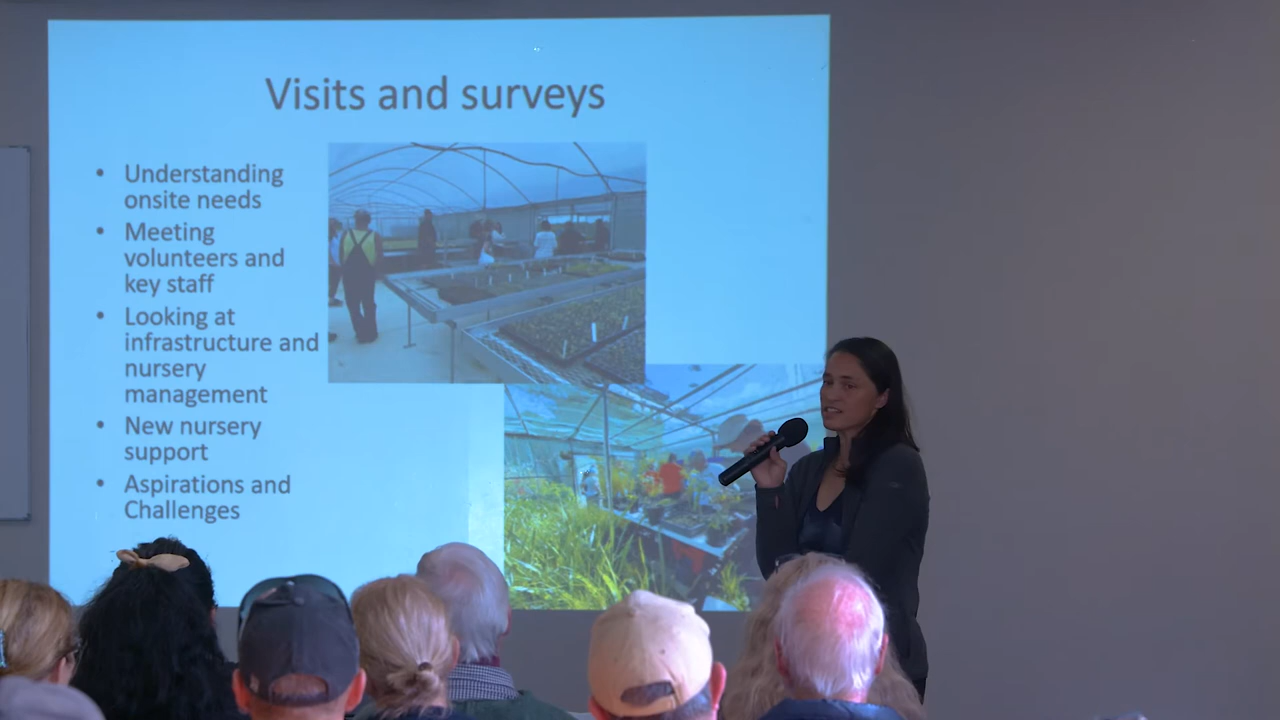 Visits and surveys
• Understanding
onsite needs
• Meeting
volunteers and
key staff
• Looking at
infrastructure and
nursery
management
• New nursery
support
• Aspirations and
Challenges